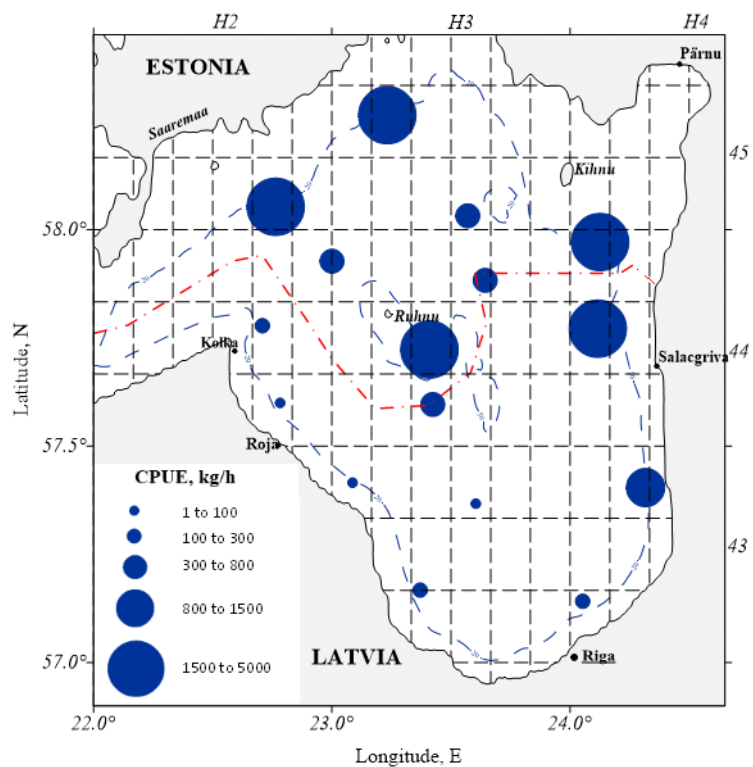 H2 H3 H4
Pärnu
ESTONIA
Saaremaa
45
Kihnu
58.0°
Ruhnu
Kolka
44
Salacgriva
Latitude, N
57.5°
Roja
CPUE, kg/h
1 to 100
100 to 300
43
300 to 800
800 to 1500
LATVIA
Riga
57.0°
1500 to 5000
22.0° 23.0° 24.0°
Longitude, E